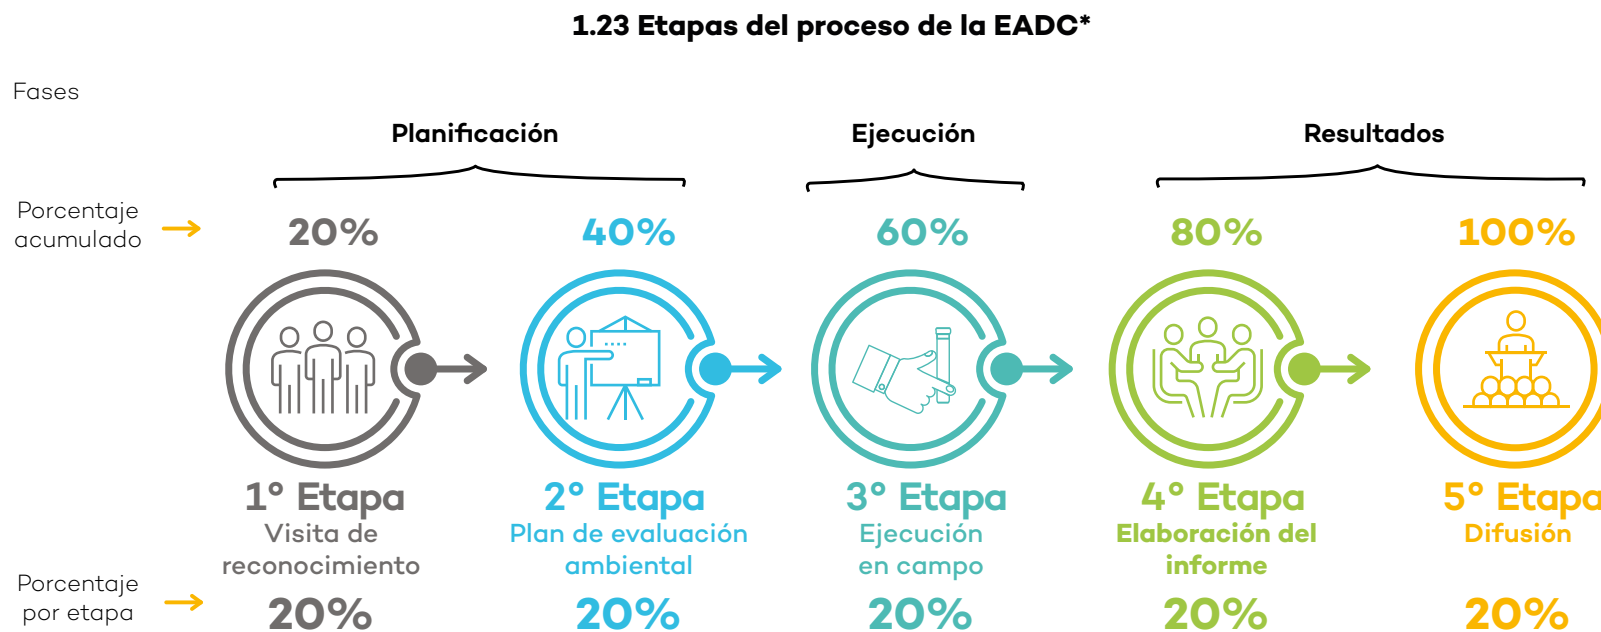 1.23 Etapas del proceso de la EADC*
Fases
Planificación
Ejecución
Resultados
Porcentaje
acumulado
20%
40%
60%
80%
100%
1° Etapa
Visita de
reconocimiento
2° Etapa
Plan de evaluación
ambiental
3° Etapa
Ejecución
en campo
4° Etapa
Elaboración del
informe
5° Etapa
Difusión
Porcentaje
por etapa
20%
20%
20%
20%
20%